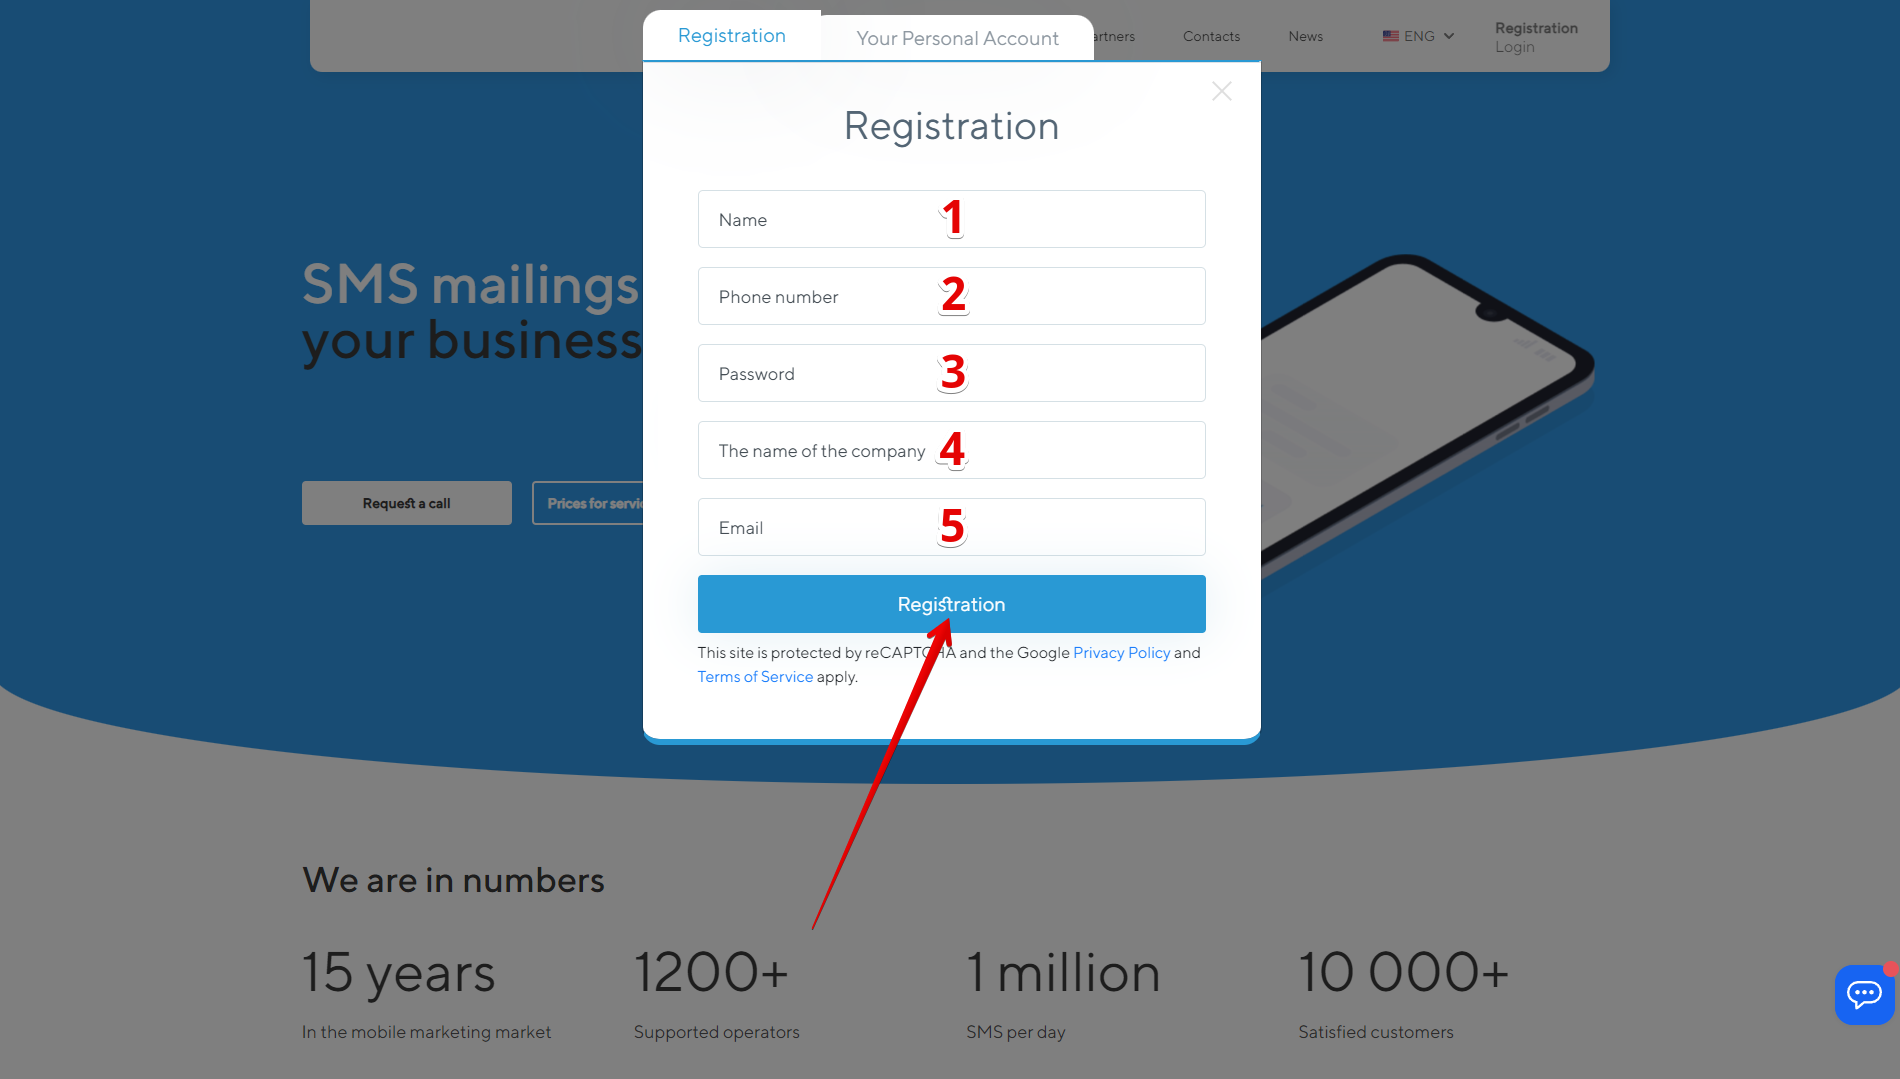 Registration
Your Personal Account
Contacts
News
ENG
Registration
Login
Registration
Name
1
Phone number
2
Password
3
The name of the company
4
Email
5
Registration
This site is protected by reCAPTCHA and the Google Privacy Policy and
Terms of Service apply.
SMS mailings
your business
Request a call
Prices for
We are in numbers
15 years
In the mobile marketing market
1200+
Supported operators
1 million
SMS per day
10 000+
Satisfied customers